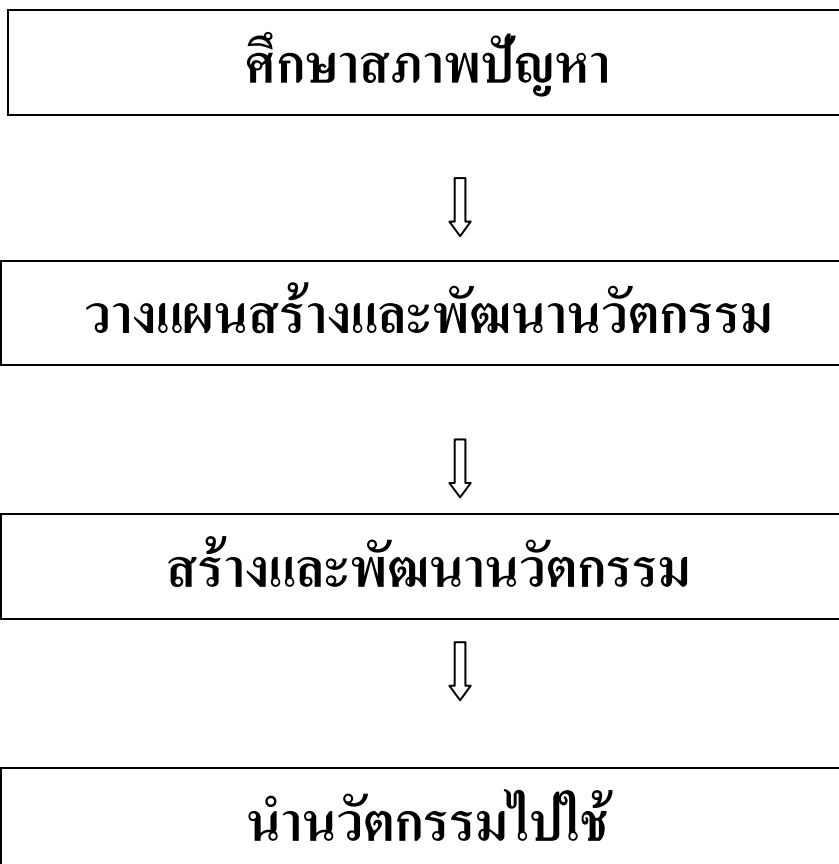 ศึกษาสภาพปัญหา
วางแผนสร้างและพัฒนานวัตกรรม
สร้างและพัฒนานวัตกรรม
นำนวัตกรรมไปใช้